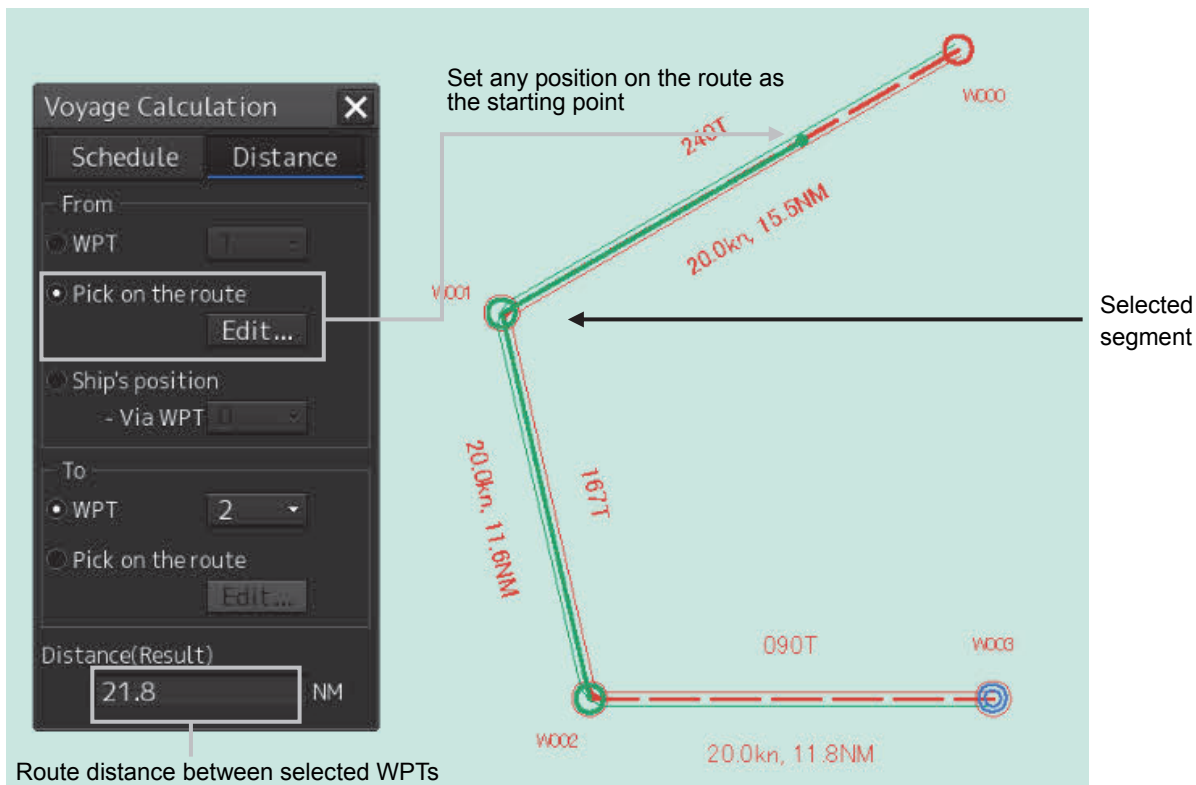 Voyage Calculation
Schedule
Distance
From
WPT
Pick on the route
Edit...
Ship's position
- Via WPT
0
To
WPT
2
Pick on the route
Edit...
Distance(Result)
21.8
NM
Route distance between selected WPTs
Set any position on the route as
the starting point
W000
240T
20.0kn, 15.5NM
W001
Selected
segment
20.0kn, 11.6NM
167T
W002
090T
W003
20.0kn, 11.8NM